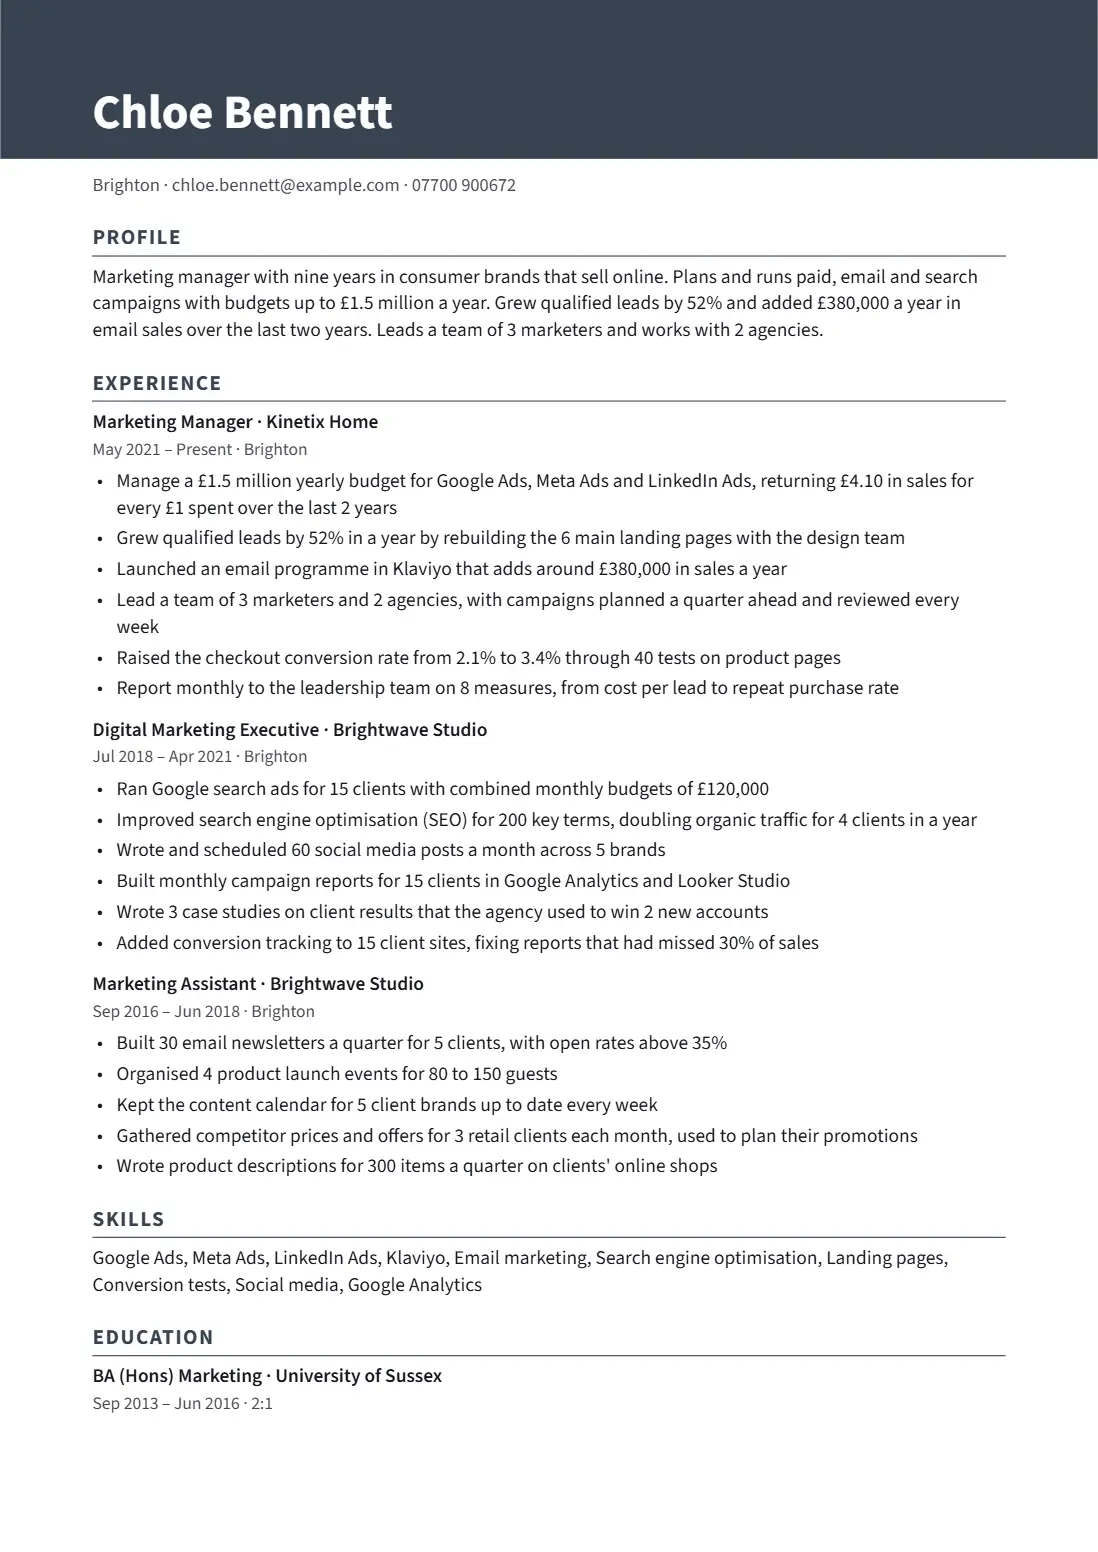 Chloe Bennett
Brighton · chloe.bennett@example.com · 07700 900672
PROFILE
Marketing manager with nine years in consumer brands that sell online. Plans and runs paid, email and search
campaigns with budgets up to £1.5 million a year. Grew qualified leads by 52% and added £380,000 a year in
email sales over the last two years. Leads a team of 3 marketers and works with 2 agencies.
EXPERIENCE
Marketing Manager · Kinetix Home
May 2021 – Present · Brighton
• Manage a £1.5 million yearly budget for Google Ads, Meta Ads and LinkedIn Ads, returning £4.10 in sales for
every £1 spent over the last 2 years
• Grew qualified leads by 52% in a year by rebuilding the 6 main landing pages with the design team
• Launched an email programme in Klaviyo that adds around £380,000 in sales a year
• Lead a team of 3 marketers and 2 agencies, with campaigns planned a quarter ahead and reviewed every
week
• Raised the checkout conversion rate from 2.1% to 3.4% through 40 tests on product pages
• Report monthly to the leadership team on 8 measures, from cost per lead to repeat purchase rate
Digital Marketing Executive · Brightwave Studio
Jul 2018 – Apr 2021 · Brighton
• Ran Google search ads for 15 clients with combined monthly budgets of £120,000
• Improved search engine optimisation (SEO) for 200 key terms, doubling organic traffic for 4 clients in a year
• Wrote and scheduled 60 social media posts a month across 5 brands
• Built monthly campaign reports for 15 clients in Google Analytics and Looker Studio
• Wrote 3 case studies on client results that the agency used to win 2 new accounts
• Added conversion tracking to 15 client sites, fixing reports that had missed 30% of sales
Marketing Assistant · Brightwave Studio
Sep 2016 – Jun 2018 · Brighton
• Built 30 email newsletters a quarter for 5 clients, with open rates above 35%
• Organised 4 product launch events for 80 to 150 guests
• Kept the content calendar for 5 client brands up to date every week
• Gathered competitor prices and offers for 3 retail clients each month, used to plan their promotions
• Wrote product descriptions for 300 items a quarter on clients' online shops
SKILLS
Google Ads, Meta Ads, LinkedIn Ads, Klaviyo, Email marketing, Search engine optimisation, Landing pages,
Conversion tests, Social media, Google Analytics
EDUCATION
BA (Hons) Marketing · University of Sussex
Sep 2013 – Jun 2016 · 2:1